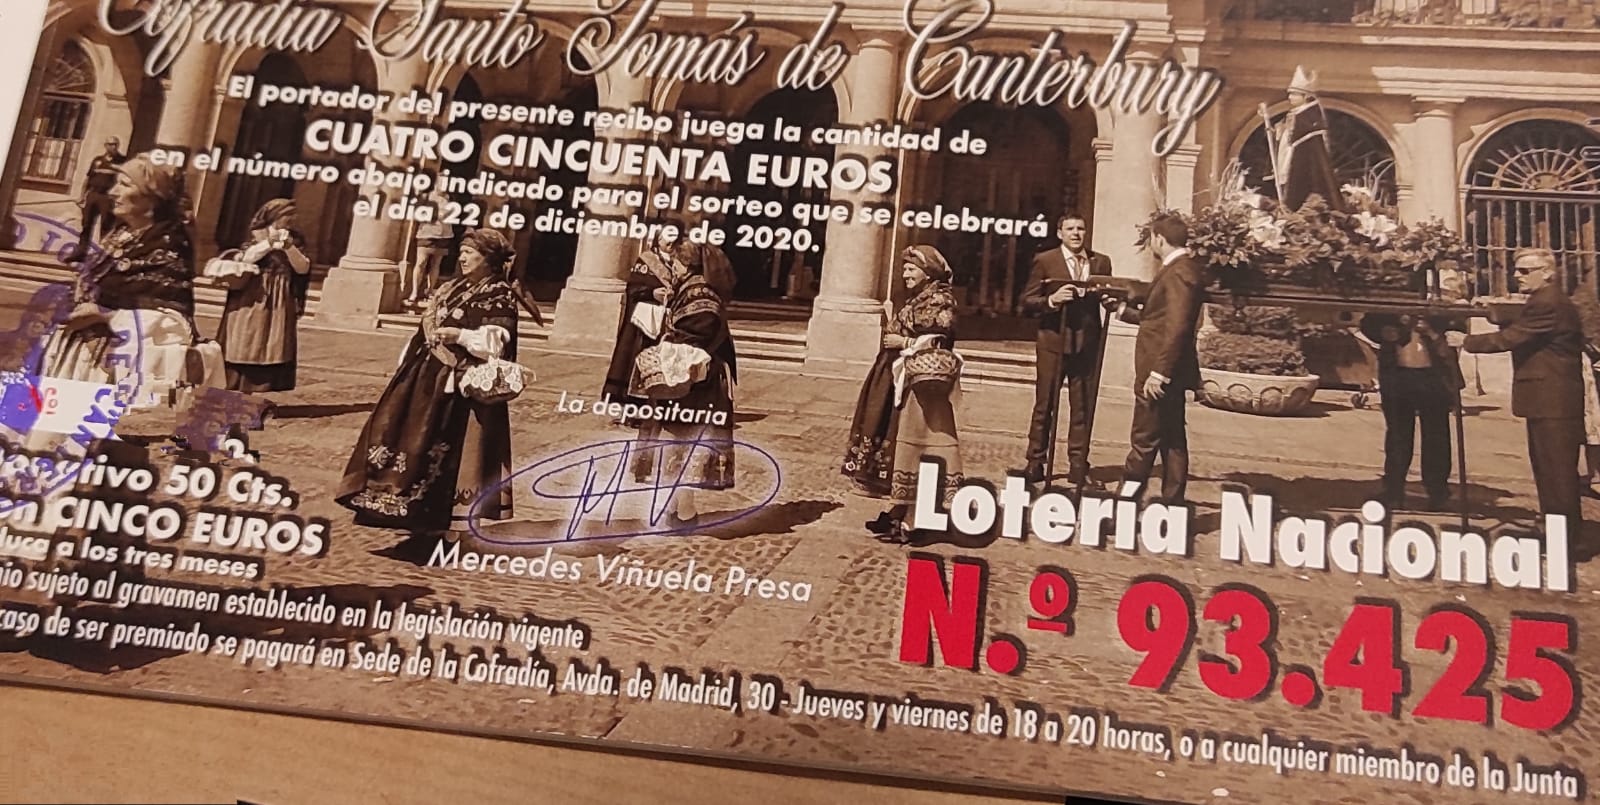 Cofradía Santo Tomás de Canterbury
El portador del presente recibo juega la cantidad de
CUATRO CINCUENTA EUROS
en el número abajo indicado para el sorteo que se celebrará
el día 22 de diciembre de 2020.
La depositaria
50 Cts.
CINCO EUROS
a los tres meses
Mercedes Viñuela Presa
Lotería Nacional
N.º 93.425
sujeto al gravamen establecido en la legislación vigente
caso de ser premiado se pagará en Sede de la Cofradía, Avda. de Madrid, 30 - Jueves y viernes de 18 a 20 horas, o a cualquier miembro de la Junta